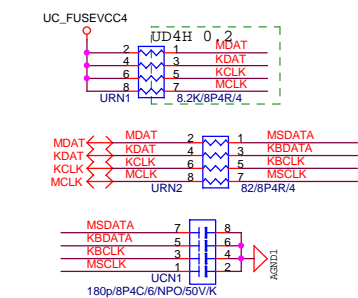 UC_FUSEVCC4
UD4H 0.2
2 1 MDAT
4 3 KDAT
6 5 KCLK
8 7 MCLK
URN1 8.2K/8P4R/4
MDAT MDAT 2 1 MSDATA
KDAT KDAT 4 3 KBDATA
KCLK KCLK 6 5 KBCLK
MCLK MCLK 8 7 MSCLK
URN2 82/8P4R/4
MSDATA 7 8
KBDATA 5 6
KBCLK 3 4
MSCLK 1 2
AGND1
UCN1
180p/8P4C/6/NPO/50V/K